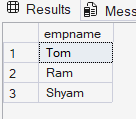 Results Mess
empname
1 Tom
2 Ram
3 Shyam